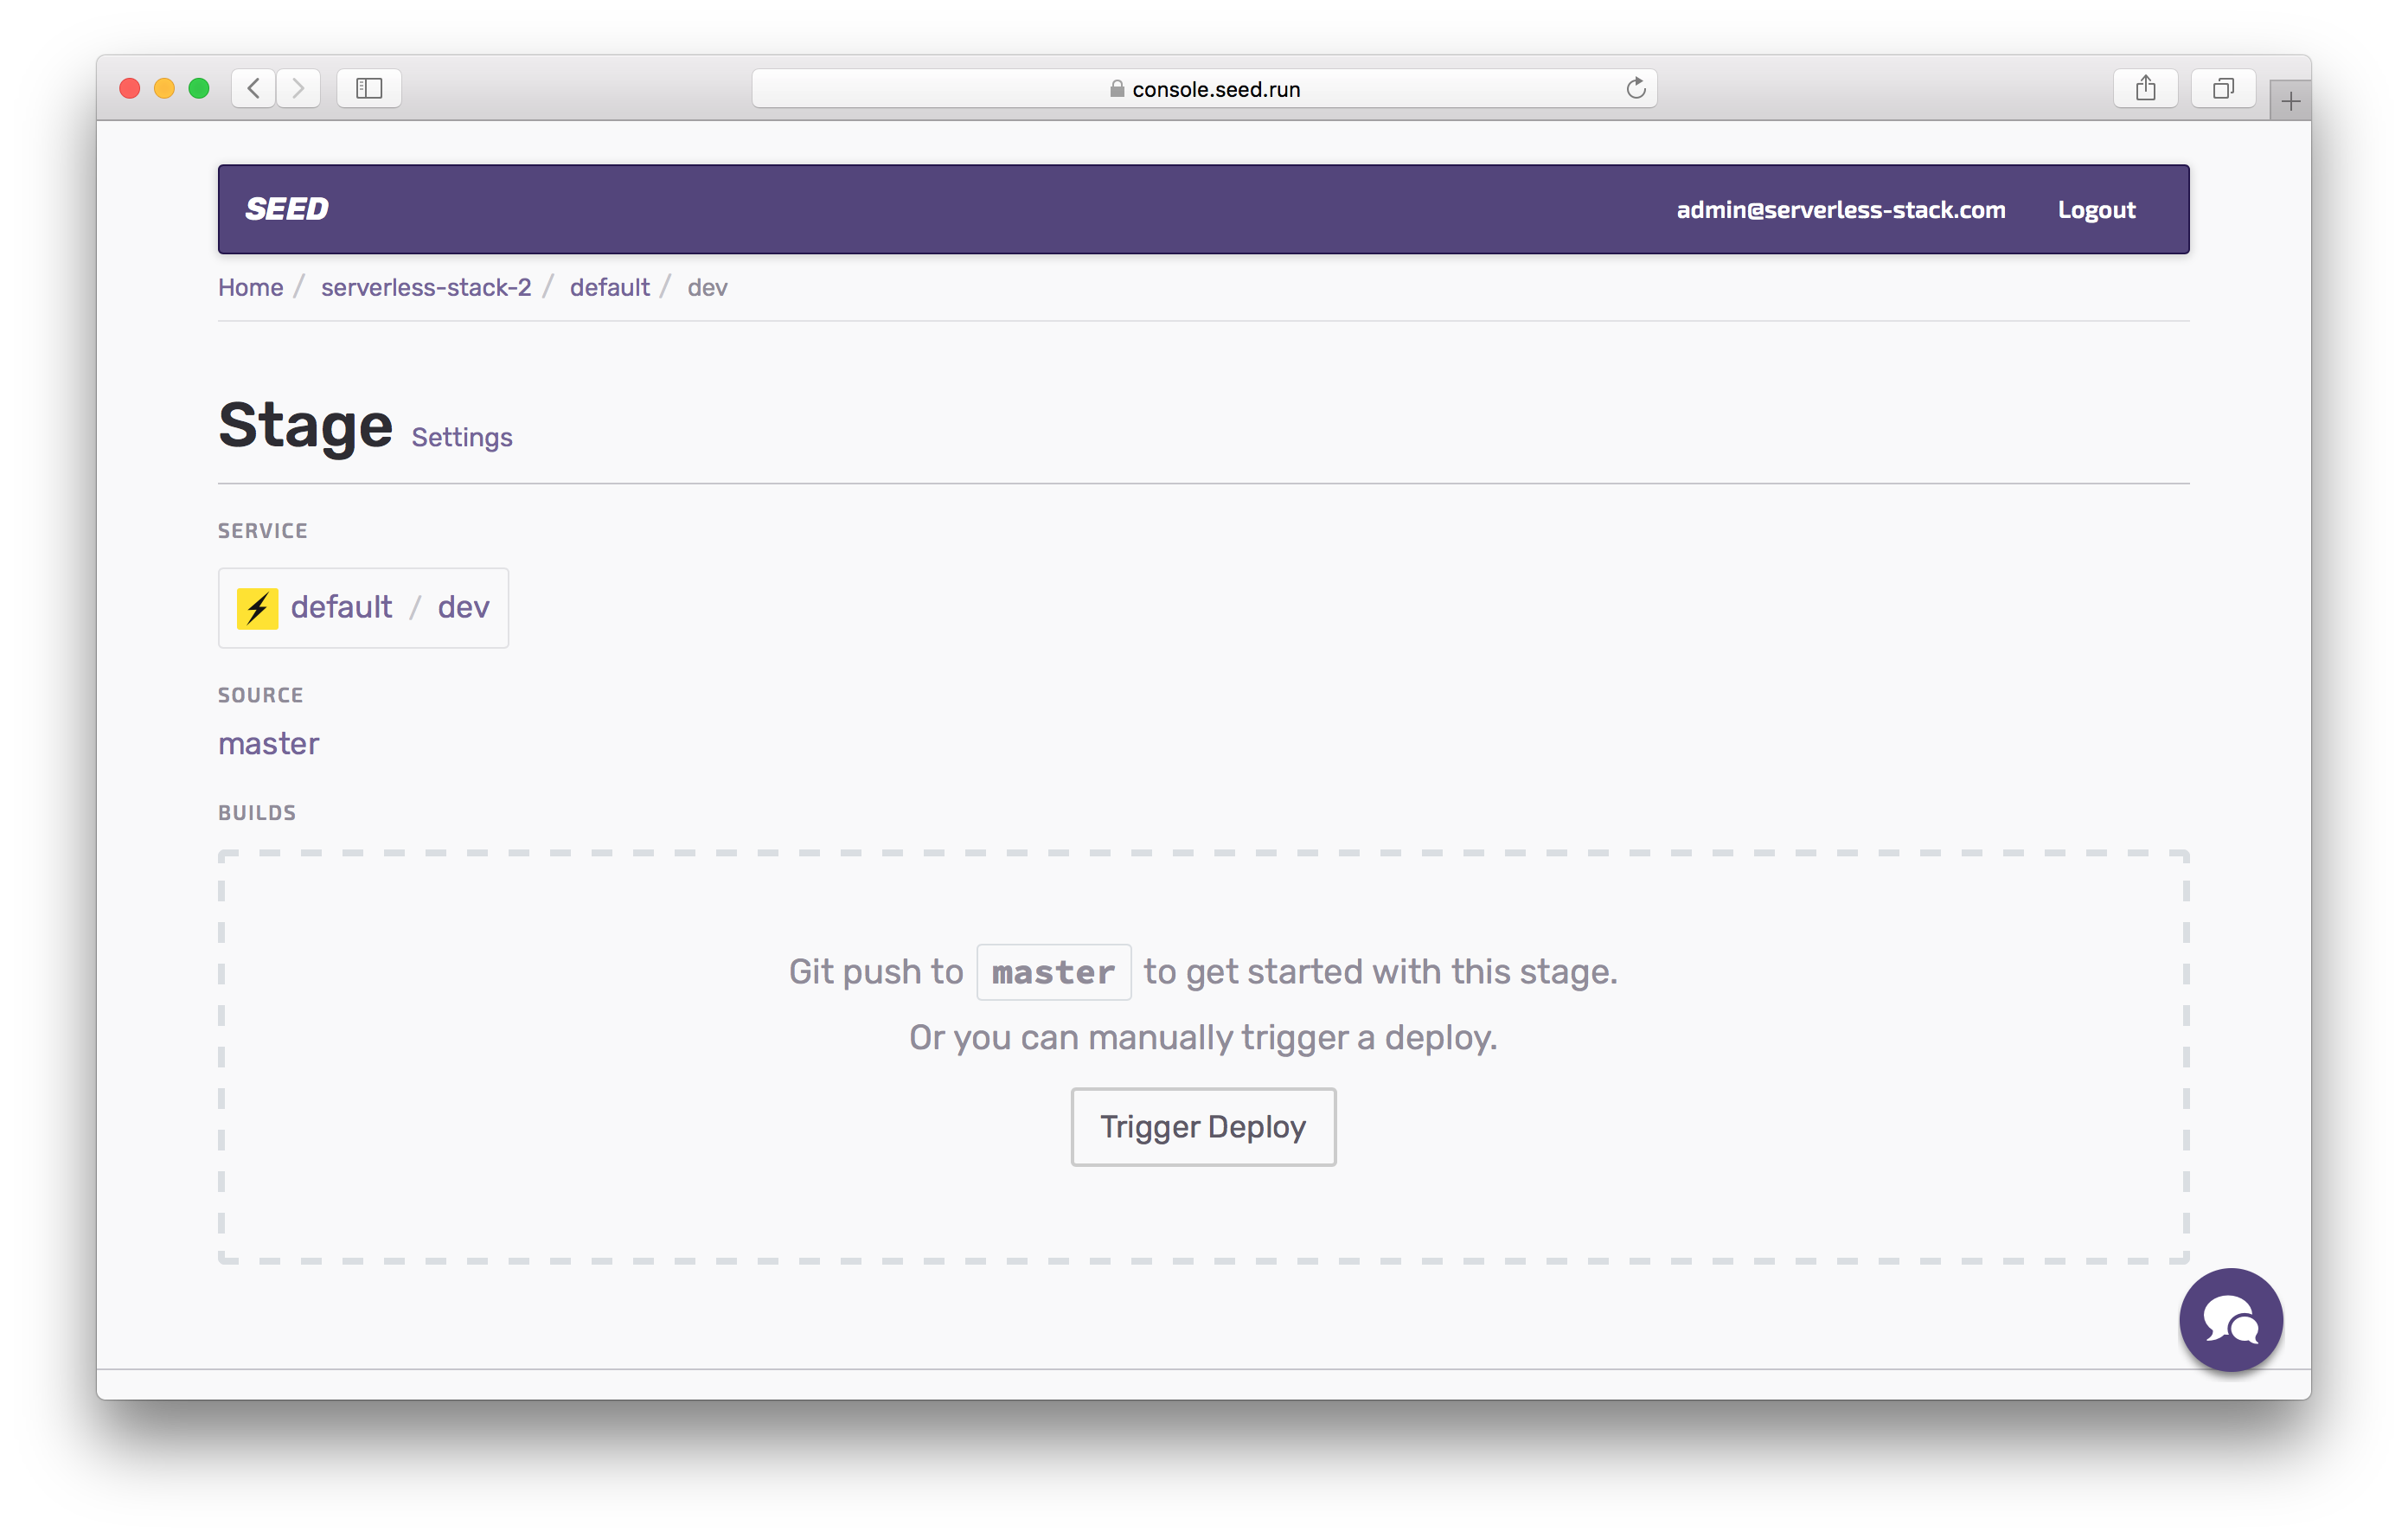 console.seed.run
SEED admin@serverless-stack.com Logout
Home / serverless-stack-2 / default / dev
Stage Settings
SERVICE
default / dev
SOURCE
master
BUILDS
Git push to master to get started with this stage.
Or you can manually trigger a deploy.
Trigger Deploy